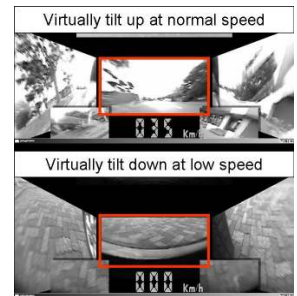 Virtually tilt up at normal speed
035 Km/h
Virtually tilt down at low speed
000 Km/h